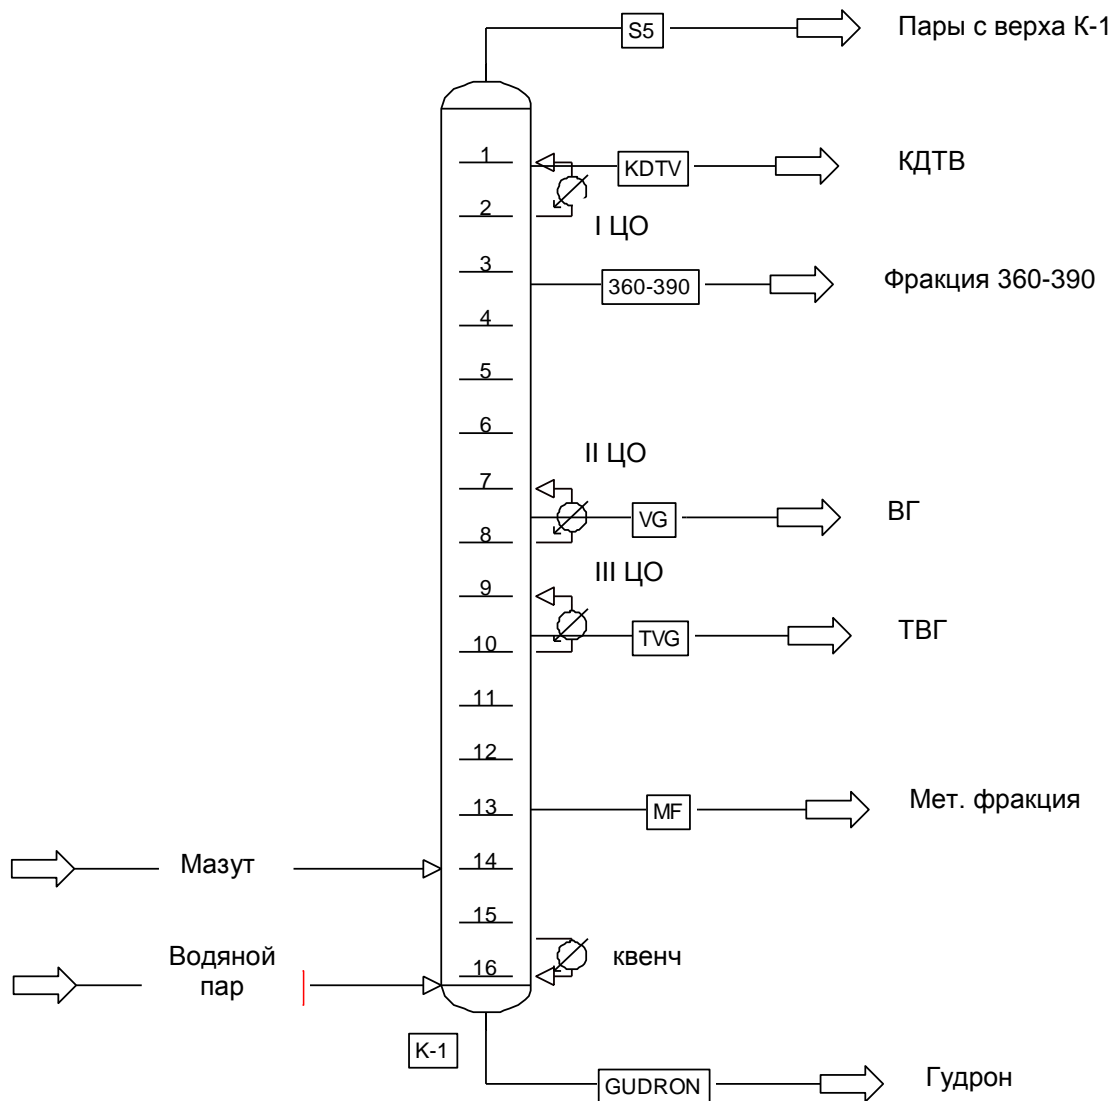 S5
Пары с верха К-1
1
KDTV
КДТВ
2
I ЦО
3
360-390
Фракция 360-390
4
5
6
II ЦО
7
VG
ВГ
8
III ЦО
9
TVG
ТВГ
10
11
12
13
MF
Мет. фракция
Мазут
14
15
Водяной
пар
16
квенч
K-1
GUDRON
Гудрон